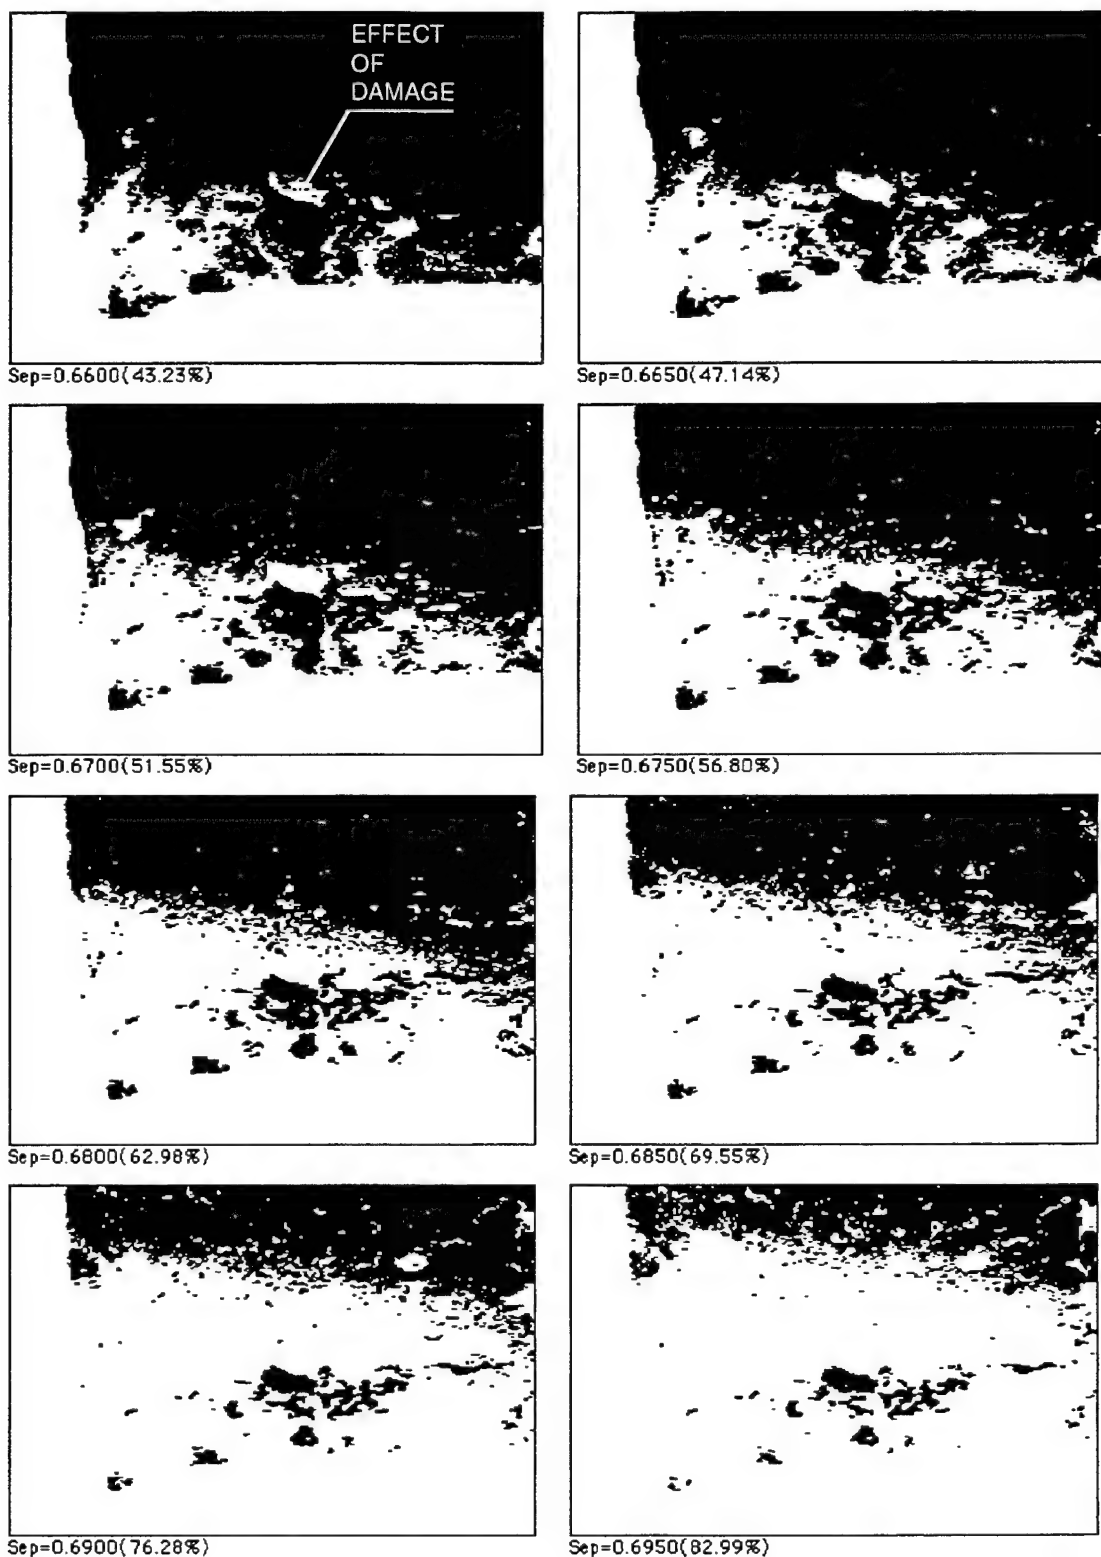 EFFECT
OF
DAMAGE
Sep=0.6600(43.23%)
Sep=0.6650(47.14%)
Sep=0.6700(51.55%)
Sep=0.6750(56.80%)
Sep=0.6800(62.98%)
Sep=0.6850(69.55%)
Sep=0.6900(76.28%)
Sep=0.6950(82.99%)